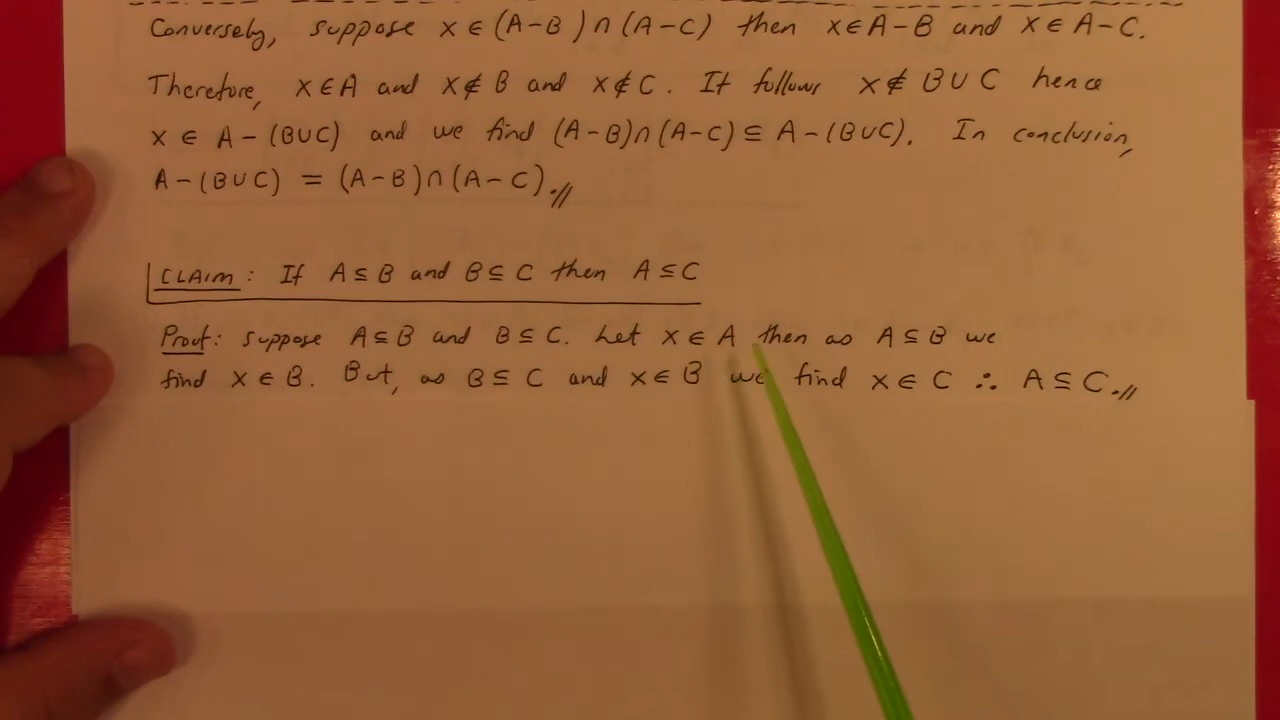 Conversely, suppose x ∈ (A-B) ∩ (A-C) then x ∈ A-B and x ∈ A-C.
Therefore, x ∈ A and x ∉ B and x ∉ C. It follows x ∉ B ∪ C hence
x ∈ A - (B∪C) and we find (A-B)∩(A-C) ⊆ A-(B∪C). In conclusion,
A-(B∪C) = (A-B)∩(A-C).//
CLAIM: If A ⊆ B and B ⊆ C then A ⊆ C
Proof: suppose A ⊆ B and B ⊆ C. Let x ∈ A then as A ⊆ B we
find x ∈ B. But, as B ⊆ C and x ∈ B we find x ∈ C ∴ A ⊆ C.//